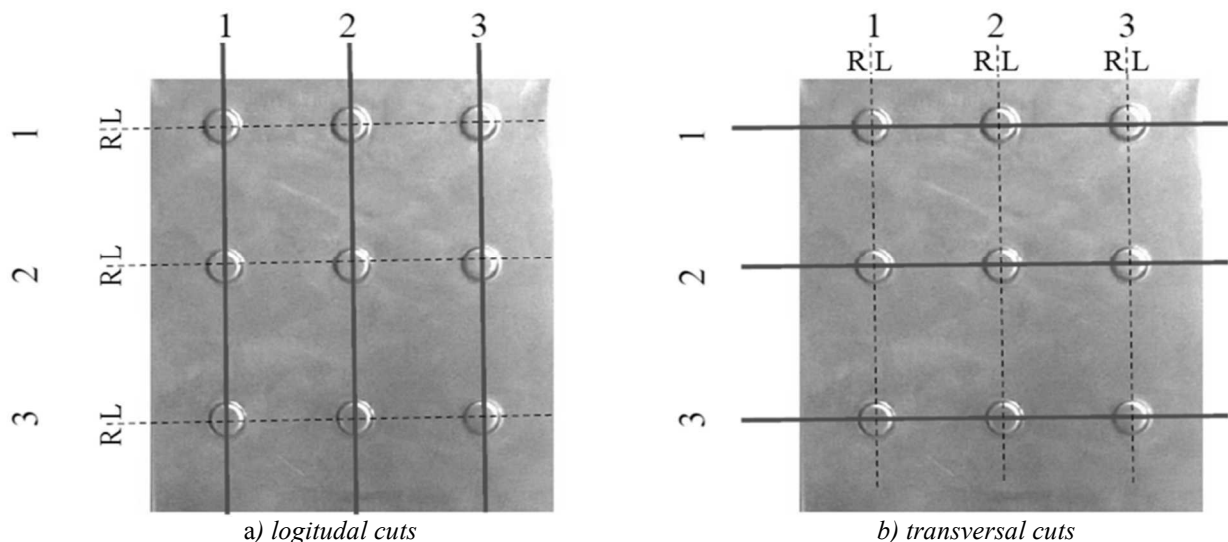 1 2 3
1 R L
2 R L
3 R L
a) logitudal cuts
1 2 3
R L R L R L
1
2
3
b) transversal cuts